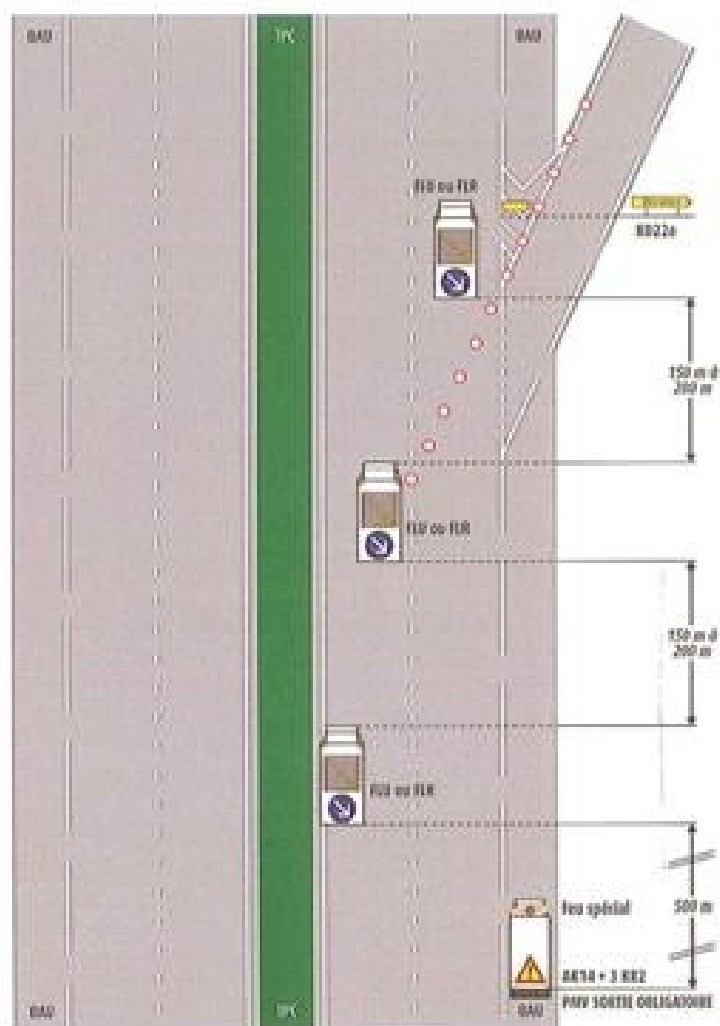 BAU
TPC
BAU
FLU ou FLR
KD22a
150 m à
200 m
FLU ou FLR
150 m à
200 m
FLU ou FLR
Feu spécial
500 m
AK14 + 3 KR2
PMV SORTIE OBLIGATOIRE
BAU
TPC
BAU